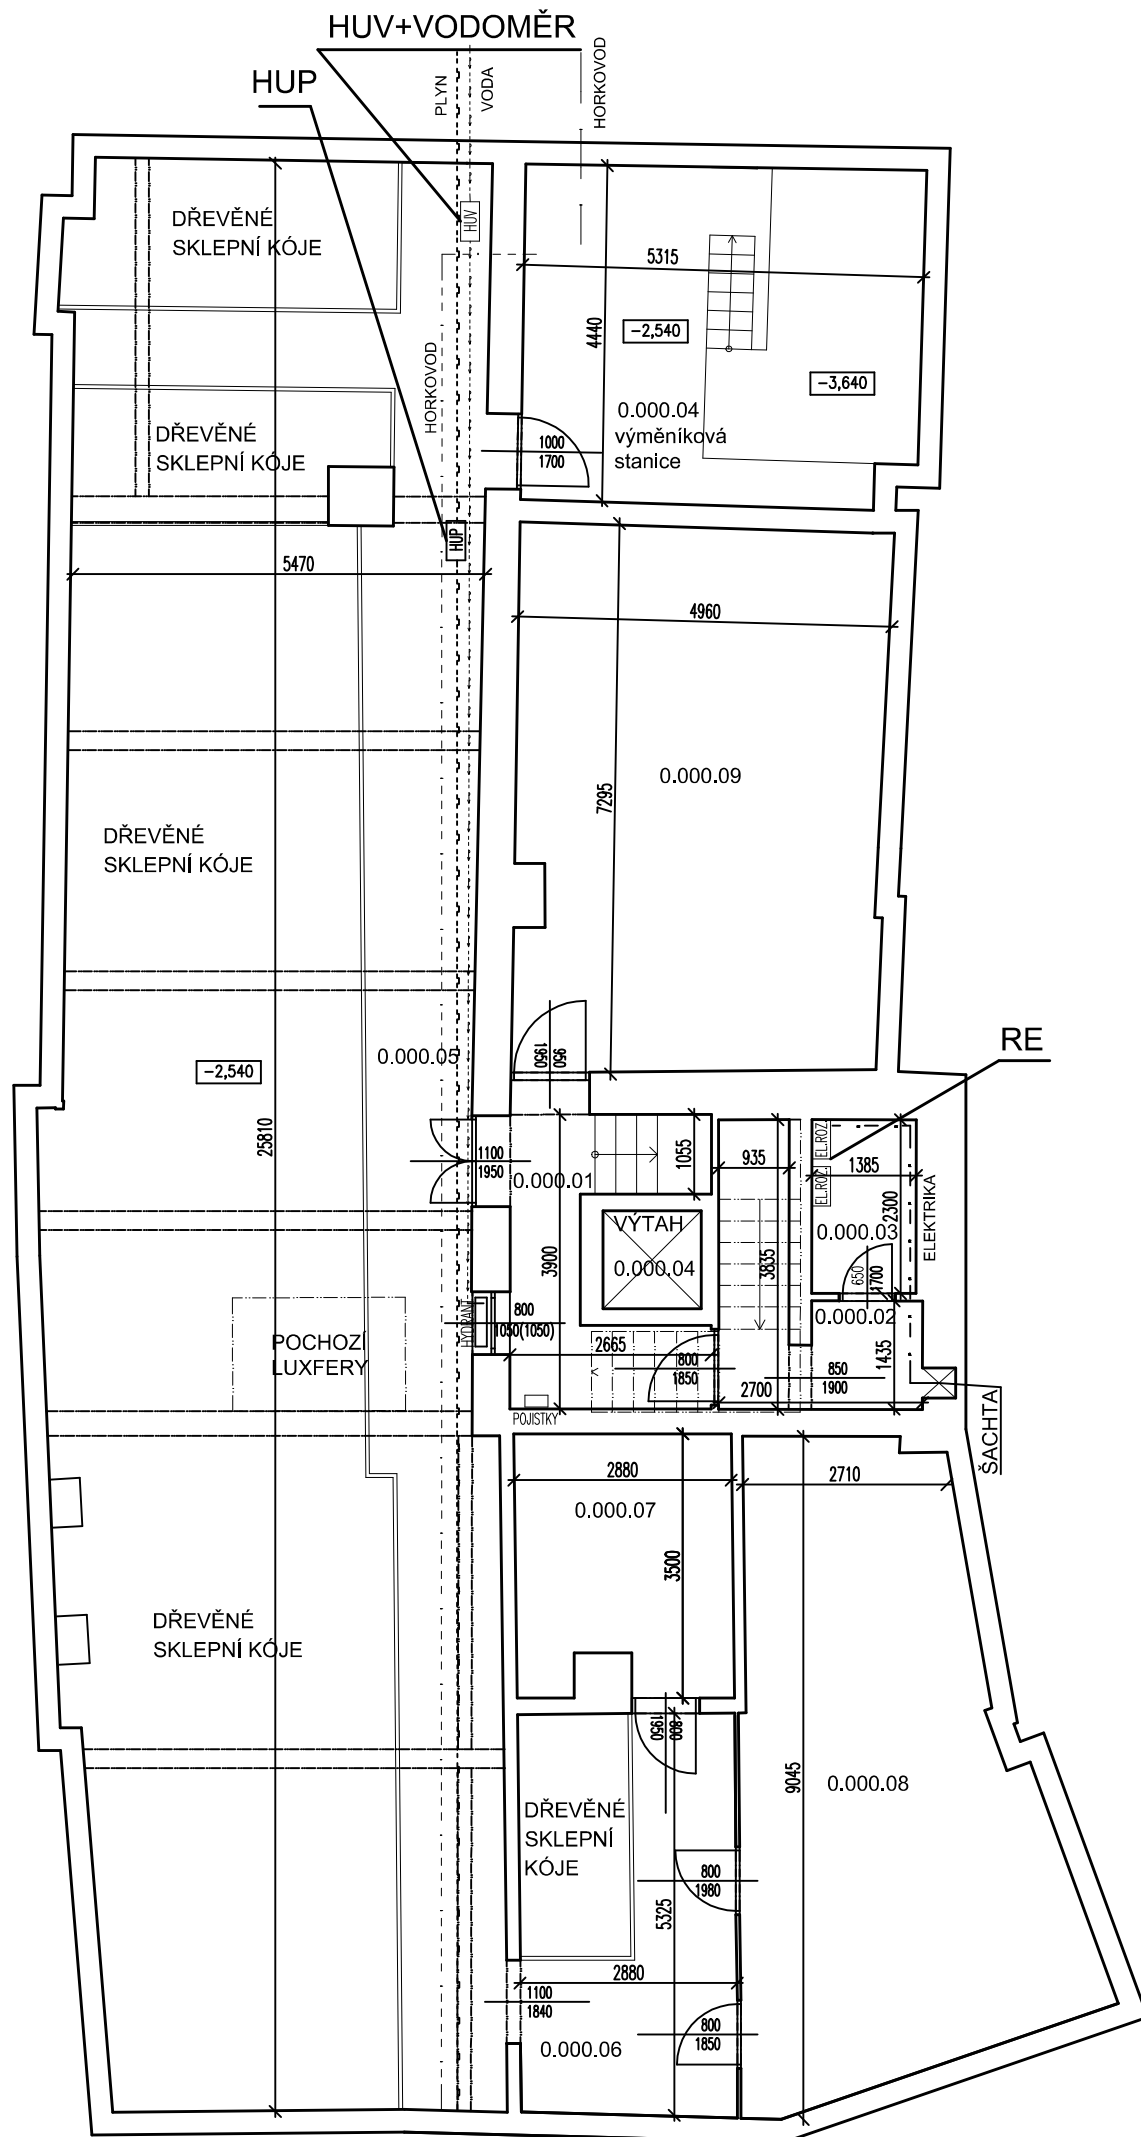 HUV+VODOMĚR
HUP
PLYN
VODA
HORKOVOD
DŘEVĚNÉ
SKLEPNÍ KÓJE
HUV
5315
4440
-2,540
-3,640
HORKOVOD
0.000.04
výměníková
stanice
DŘEVĚNÉ
SKLEPNÍ KÓJE
1000
1700
HUP
5470
4960
7295
0.000.09
DŘEVĚNÉ
SKLEPNÍ KÓJE
0.000.05
-2,540
25810
950
1950
RE
1100
1950
0.000.01
1055
935
EL.ROZ.
EL.ROZ.
1385
2300
ELEKTRIKA
VÝTAH
0.000.04
3900
3835
0.000.03
650
1700
0.000.02
HYDRANT
800
1050(1050)
2665
800
1850
2700
850
1900
1435
POCHOZÍ
LUXFERY
POJISTKY
ŠACHTA
2880
0.000.07
3500
2710
DŘEVĚNÉ
SKLEPNÍ KÓJE
800
1950
9045
0.000.08
DŘEVĚNÉ
SKLEPNÍ
KÓJE
800
1980
5325
2880
1100
1840
800
1850
0.000.06